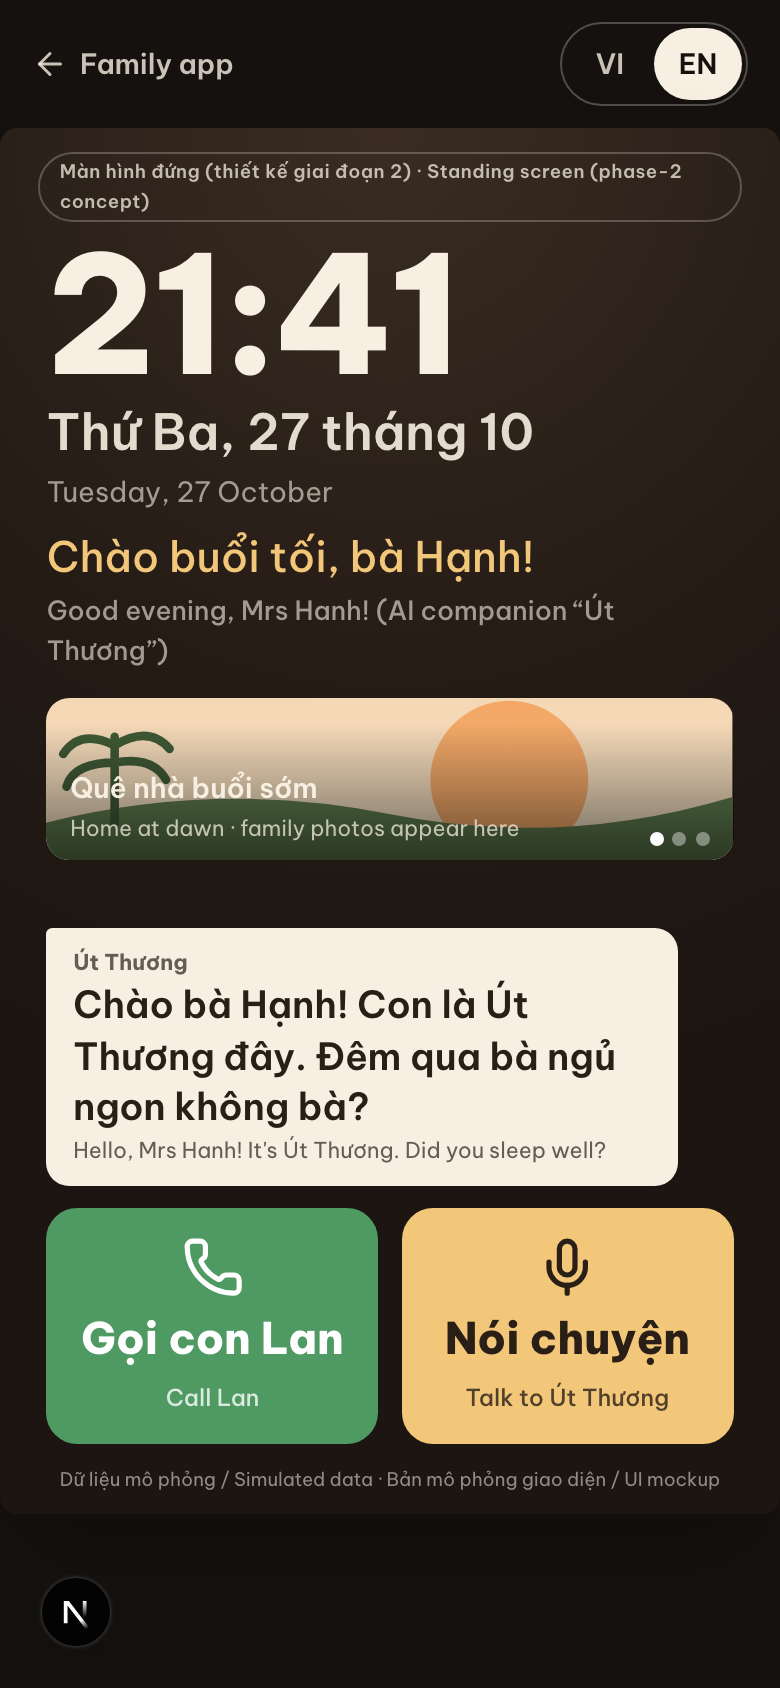 Family app
VI
EN
Màn hình đứng (thiết kế giai đoạn 2) · Standing screen (phase-2
concept)
21:41
Thứ Ba, 27 tháng 10
Tuesday, 27 October
Chào buổi tối, bà Hạnh!
Good evening, Mrs Hanh! (AI companion “Út
Thương”)
Quê nhà buổi sớm
Home at dawn · family photos appear here
Út Thương
Chào bà Hạnh! Con là Út
Thương đây. Đêm qua bà ngủ
ngon không bà?
Hello, Mrs Hanh! It's Út Thương. Did you sleep well?
Gọi con Lan
Call Lan
Nói chuyện
Talk to Út Thương
Dữ liệu mô phỏng / Simulated data · Bản mô phỏng giao diện / UI mockup
N